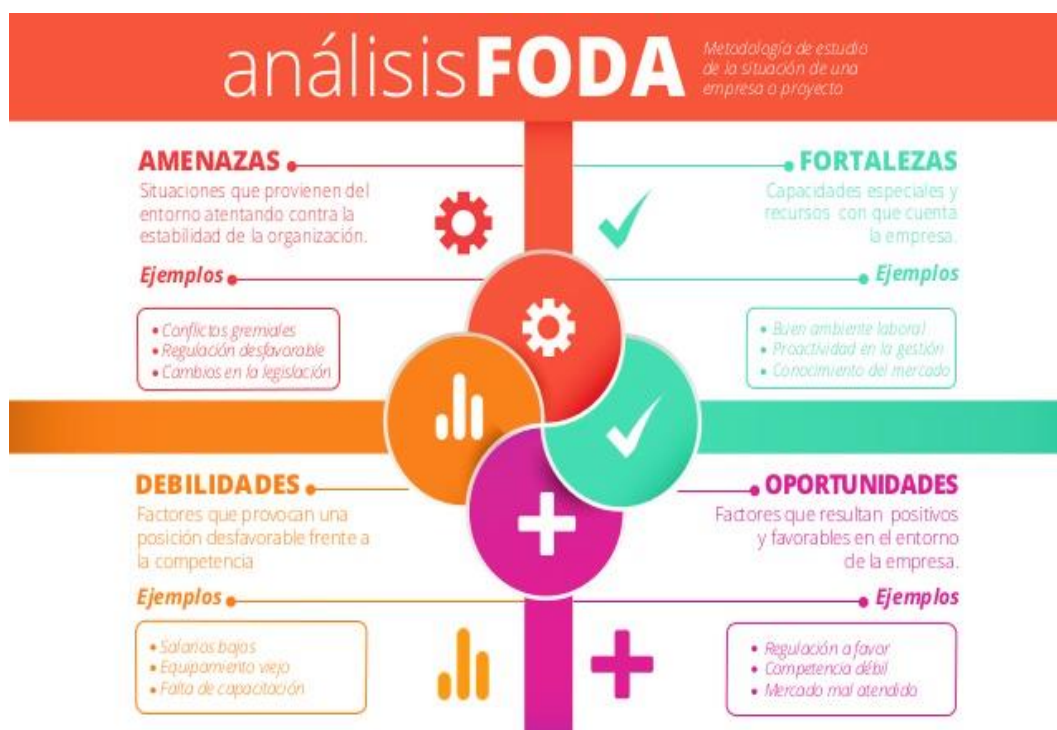 análisis FODA
Metodología de estudio
de la situación de una
empresa o proyecto
AMENAZAS
Situaciones que provienen del
entorno atentando contra la
estabilidad de la organización.
Ejemplos
• Conflictos gremiales
• Regulación desfavorable
• Cambios en la legislación
FORTALEZAS
Capacidades especiales y
recursos con que cuenta
la empresa.
Ejemplos
• Buen ambiente laboral
• Proactividad en la gestión
• Conocimiento del mercado
DEBILIDADES
Factores que provocan una
posición desfavorable frente a
la competencia
Ejemplos
• Salarios bajos
• Equipamiento viejo
• Falta de capacitación
OPORTUNIDADES
Factores que resultan positivos
y favorables en el entorno
de la empresa.
Ejemplos
• Regulación a favor
• Competencia débil
• Mercado mal atendido